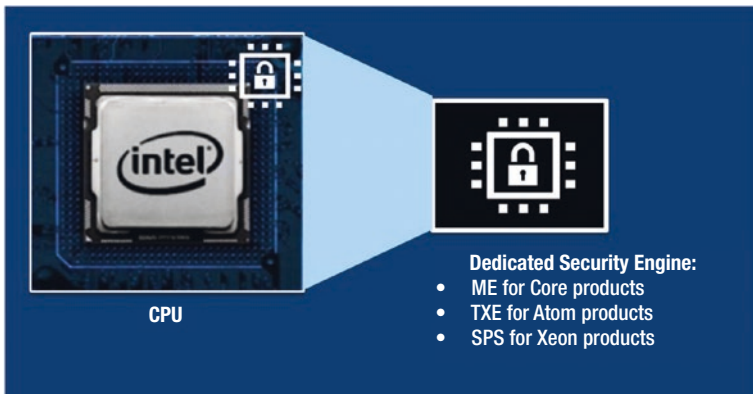 intel
CPU
Dedicated Security Engine:
• ME for Core products
• TXE for Atom products
• SPS for Xeon products